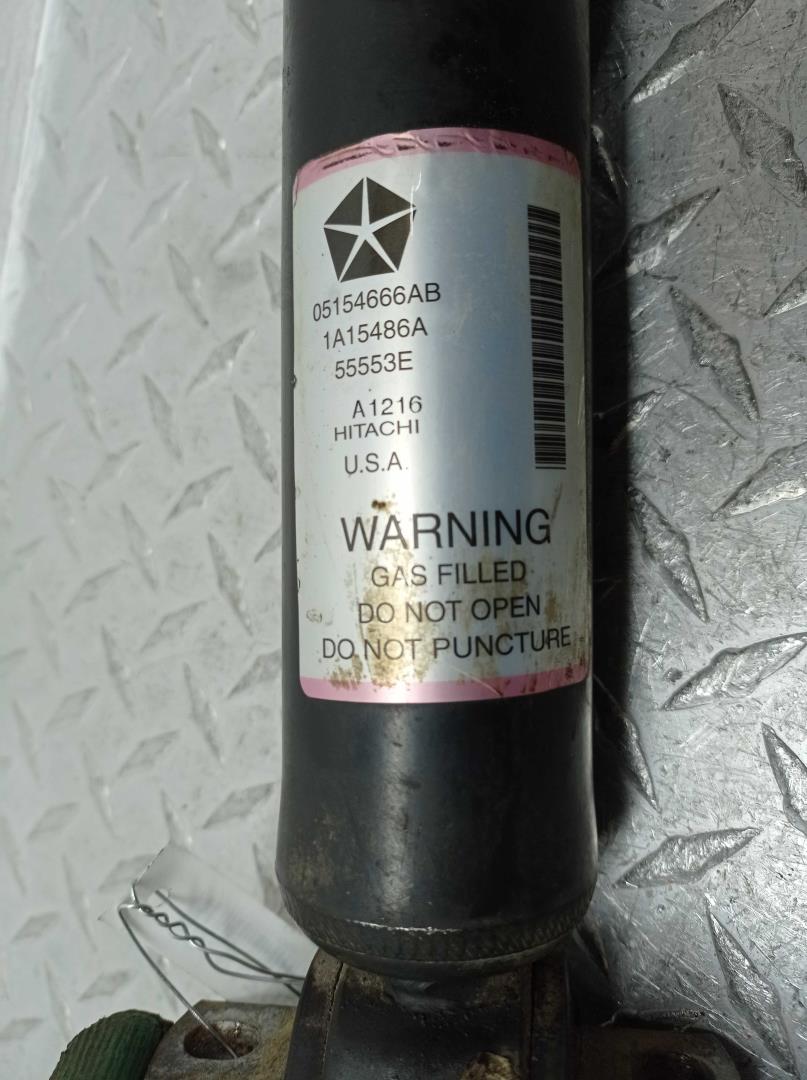 05154666AB
1A15486A
55553E
A1216
HITACHI
U.S.A.
WARNING
GAS FILLED
DO NOT OPEN
DO NOT PUNCTURE